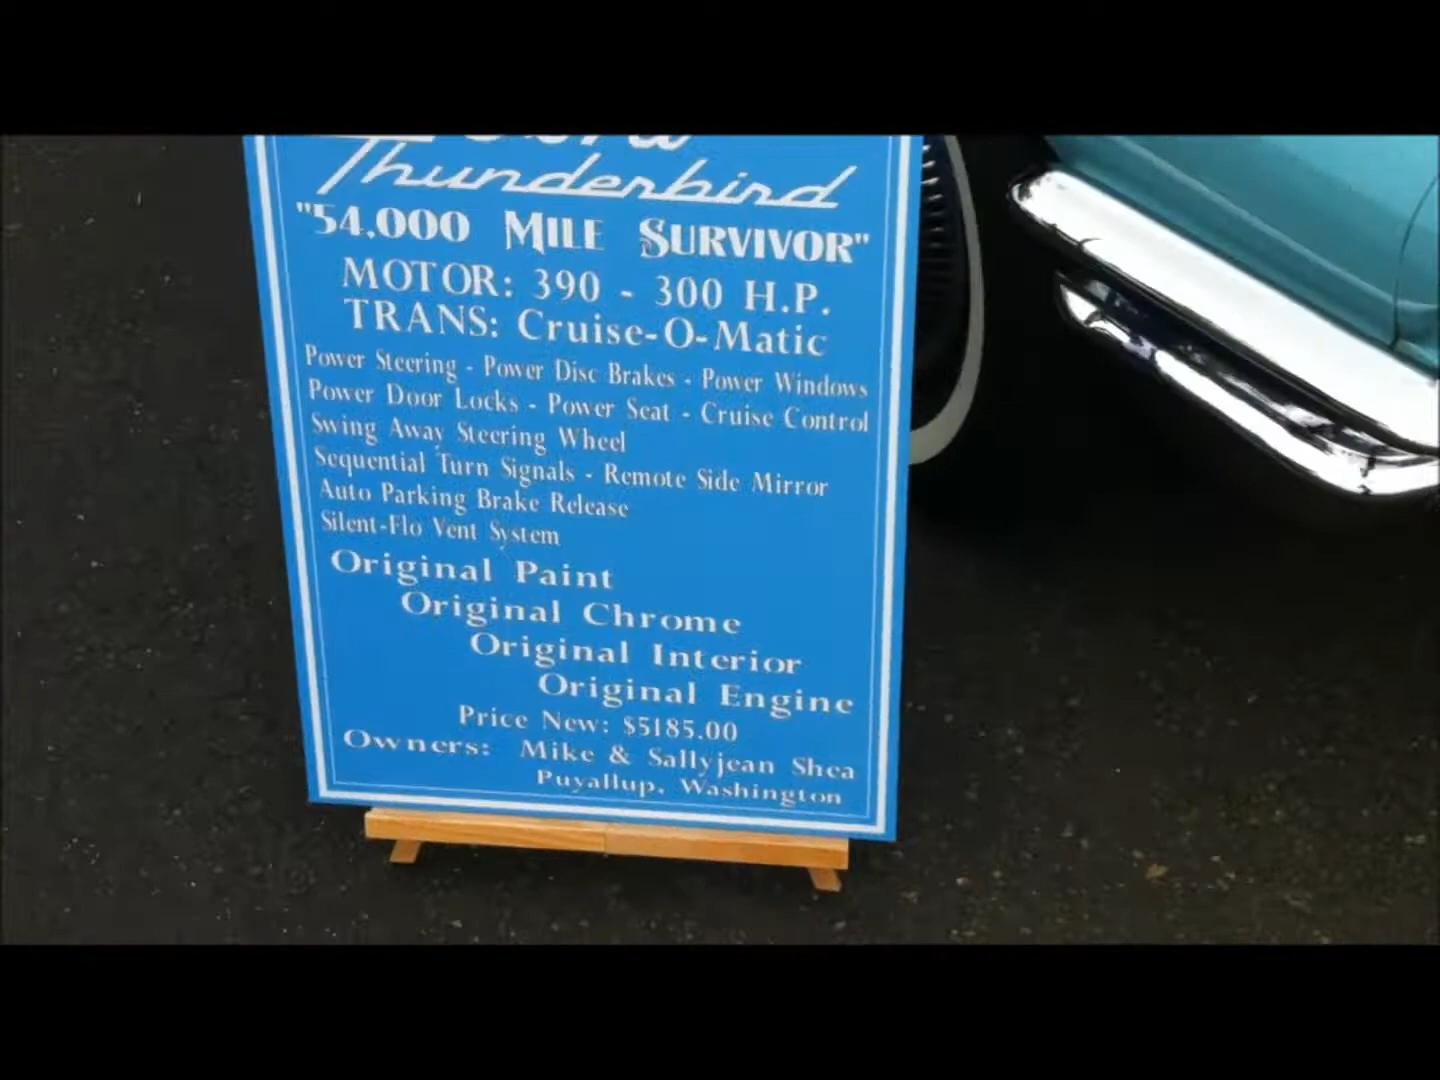 Thunderbird
"54,000 MILE SURVIVOR"
MOTOR: 390 - 300 H.P.
TRANS: Cruise-O-Matic
Power Steering - Power Disc Brakes - Power Windows
Power Door Locks - Power Seat - Cruise Control
Swing Away Steering Wheel
Sequential Turn Signals - Remote Side Mirror
Auto Parking Brake Release
Silent-Flo Vent System
Original Paint
Original Chrome
Original Interior
Original Engine
Price New: $5185.00
Owners: Mike & Sallyjean Shea
Puyallup, Washington